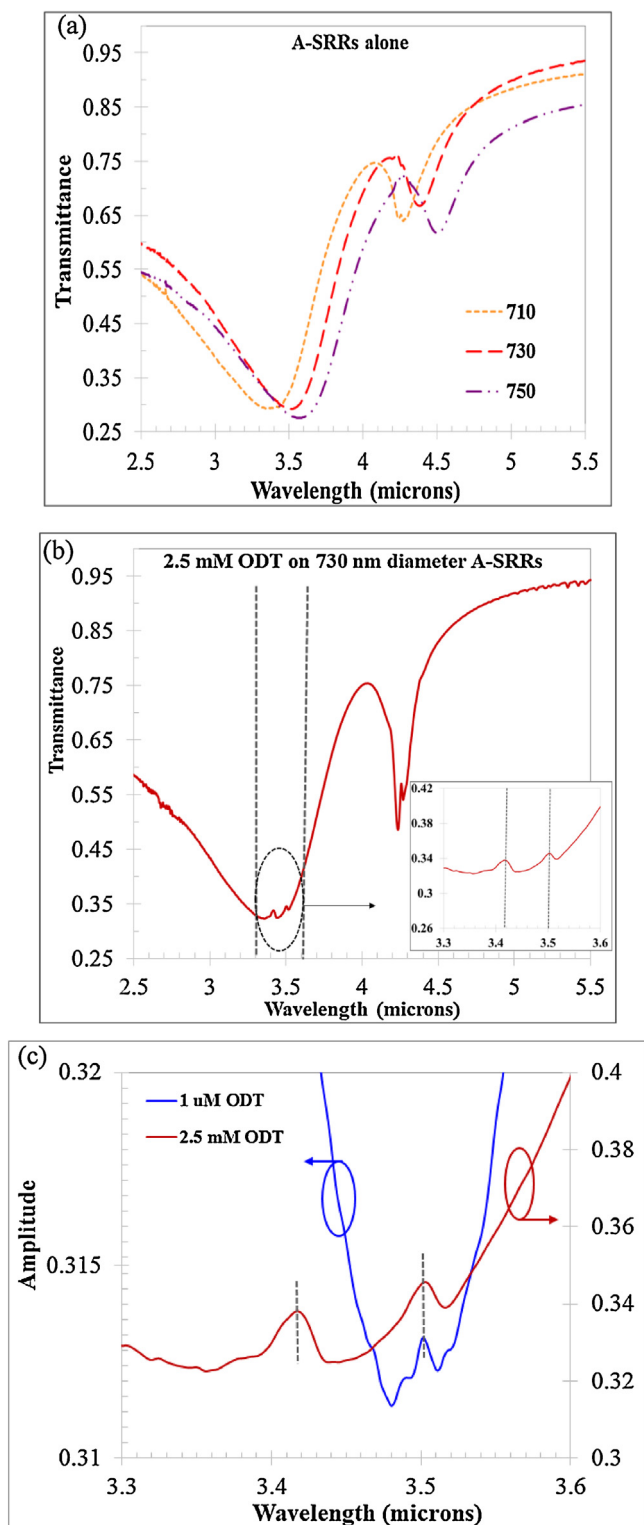 (a)
A-SRRs alone
0.95
0.85
0.75
0.65
0.55
0.45
0.35
0.25
Transmittance
710
730
750
2.5 3 3.5 4 4.5 5 5.5
Wavelength (microns)
(b)
2.5 mM ODT on 730 nm diameter A-SRRs
0.95
0.85
0.75
0.65
0.55
0.45
0.35
0.25
Transmittance
0.42
0.38
0.34
0.3
0.26
3.3 3.4 3.5 3.6
2.5 3 3.5 4 4.5 5 5.5
Wavelength (microns)
(c)
0.32
0.315
0.31
Amplitude
1 uM ODT
2.5 mM ODT
0.4
0.38
0.36
0.34
0.32
0.3
3.3 3.4 3.5 3.6
Wavelength (microns)